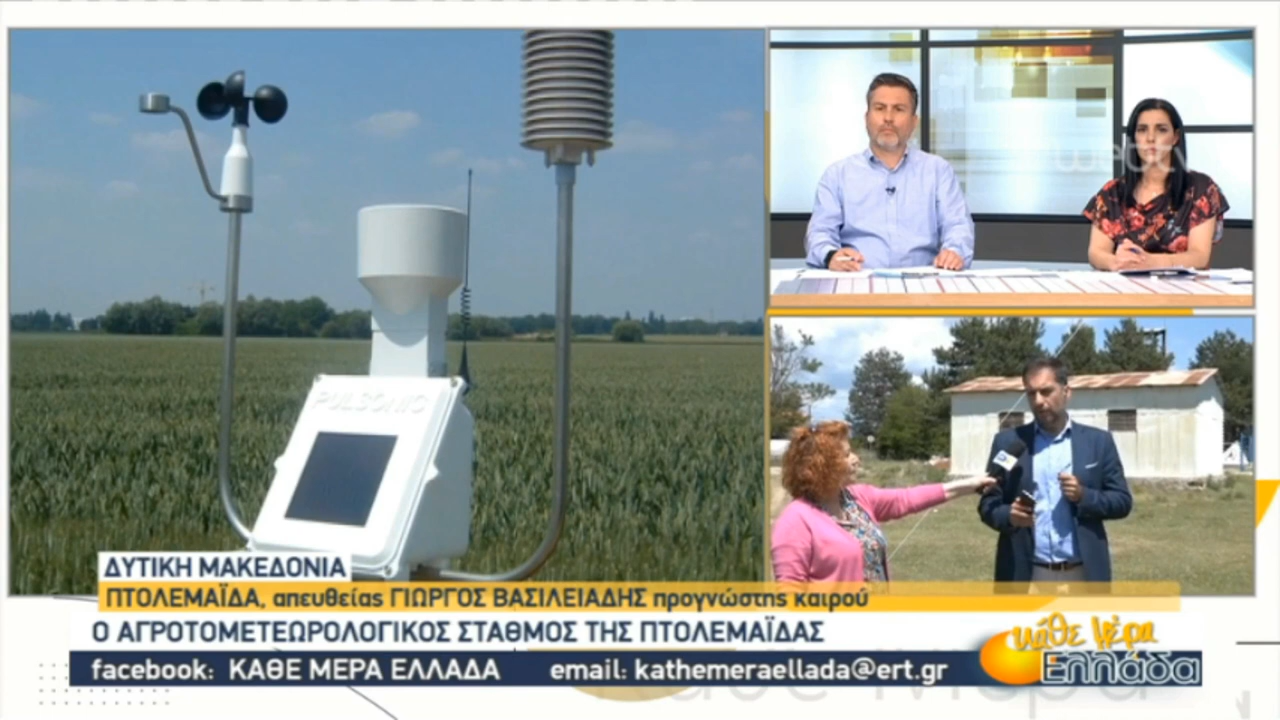 webtv
PULSONIC
ΔΥΤΙΚΗ ΜΑΚΕΔΟΝΙΑ
ΠΤΟΛΕΜΑΪΔΑ, απευθείας ΓΙΩΡΓΟΣ ΒΑΣΙΛΕΙΑΔΗΣ προγνώστης καιρού
Ο ΑΓΡΟΤΟΜΕΤΕΩΡΟΛΟΓΙΚΟΣ ΣΤΑΘΜΟΣ ΤΗΣ ΠΤΟΛΕΜΑΪΔΑΣ
κάθε μέρα
Ελλάδα
facebook: ΚΑΘΕ ΜΕΡΑ ΕΛΛΑΔΑ email: kathemeraellada@ert.gr